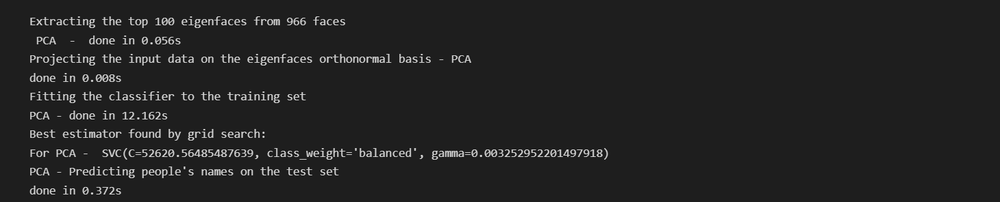 Extracting the top 100 eigenfaces from 966 faces
PCA  -  done in 0.056s
Projecting the input data on the eigenfaces orthonormal basis - PCA
done in 0.008s
Fitting the classifier to the training set
PCA - done in 12.162s
Best estimator found by grid search:
For PCA -  SVC(C=52620.56485487639, class_weight='balanced', gamma=0.003252952201497918)
PCA - Predicting people's names on the test set
done in 0.372s